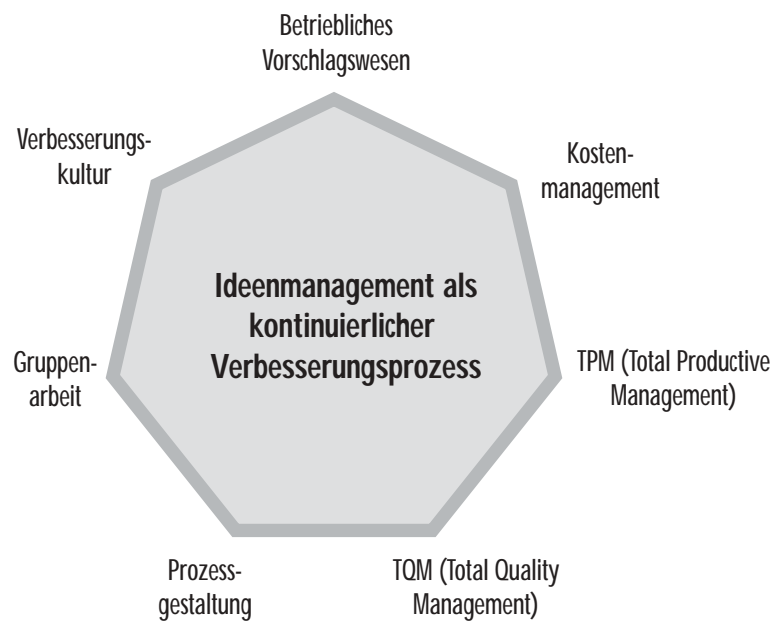 Betriebliches
Vorschlagswesen
Verbesserungs-
kultur
Kosten-
management
Ideenmanagement als
kontinuierlicher
Verbesserungsprozess
Gruppen-
arbeit
TPM (Total Productive
Management)
Prozess-
gestaltung
TQM (Total Quality
Management)